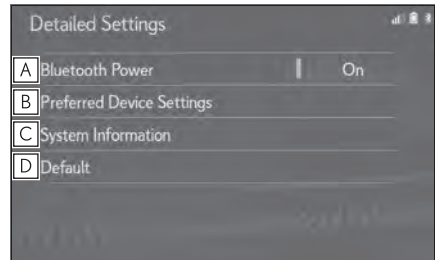 Detailed Settings
A Bluetooth Power On
B Preferred Device Settings
C System Information
D Default